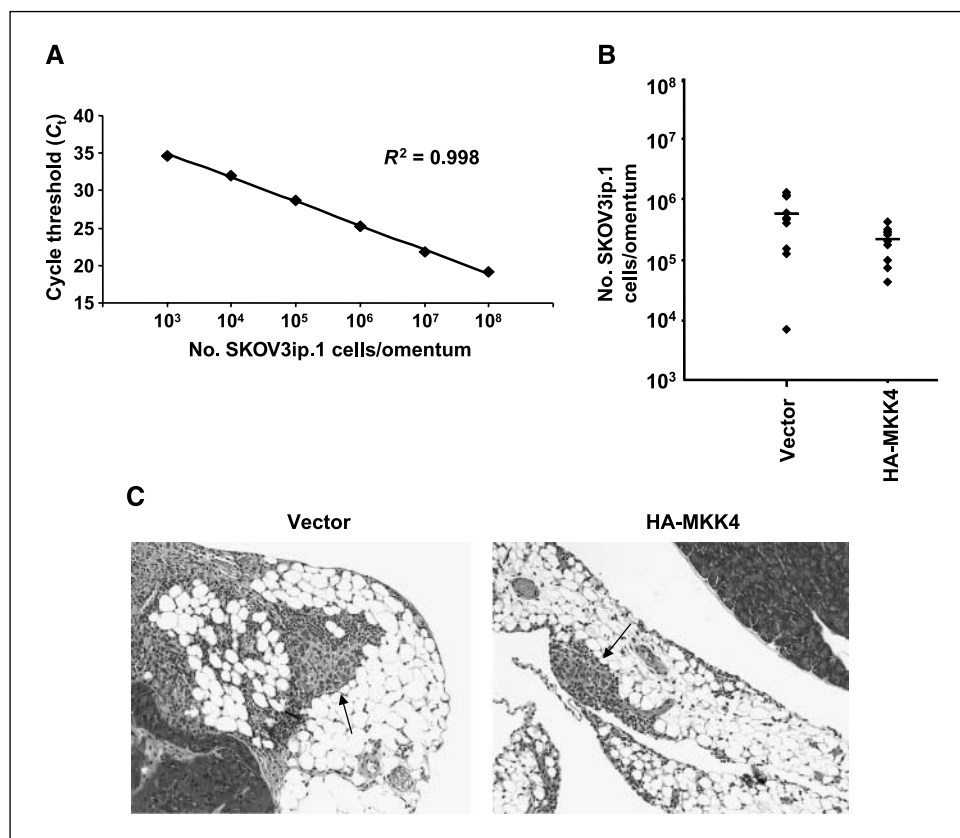 A
Cycle threshold (Ct)
40
35
30
25
20
15
R² = 0.998
10³ 10⁴ 10⁵ 10⁶ 10⁷ 10⁸
No. SKOV3ip.1 cells/omentum
B
No. SKOV3ip.1
cells/omentum
10⁸
10⁷
10⁶
10⁵
10⁴
10³
Vector
HA-MKK4
C
Vector
HA-MKK4